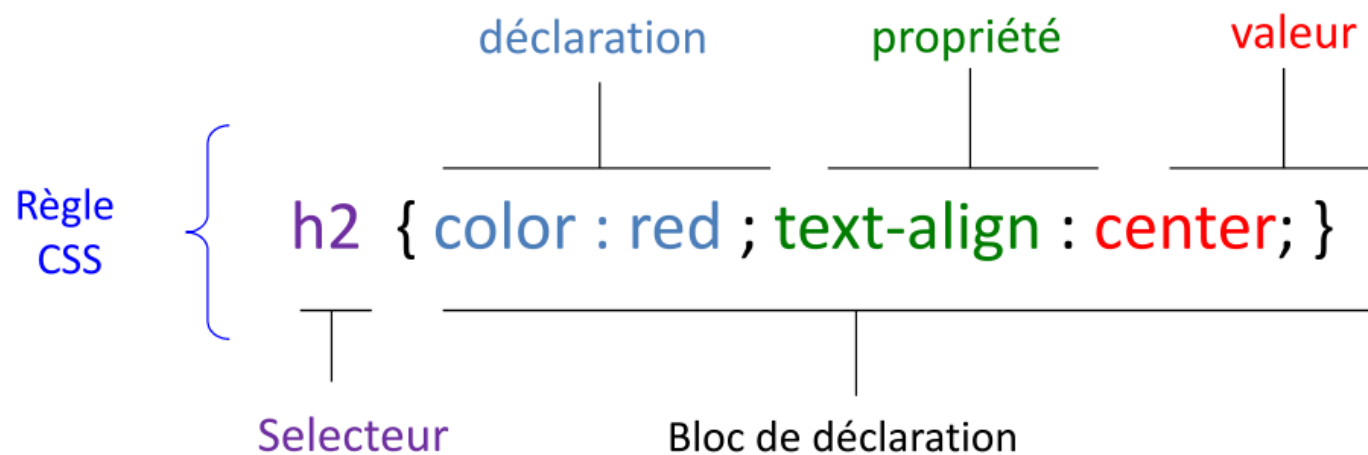 déclaration propriété valeur
Règle
CSS
h2 { color : red ; text-align : center; }
Selecteur Bloc de déclaration